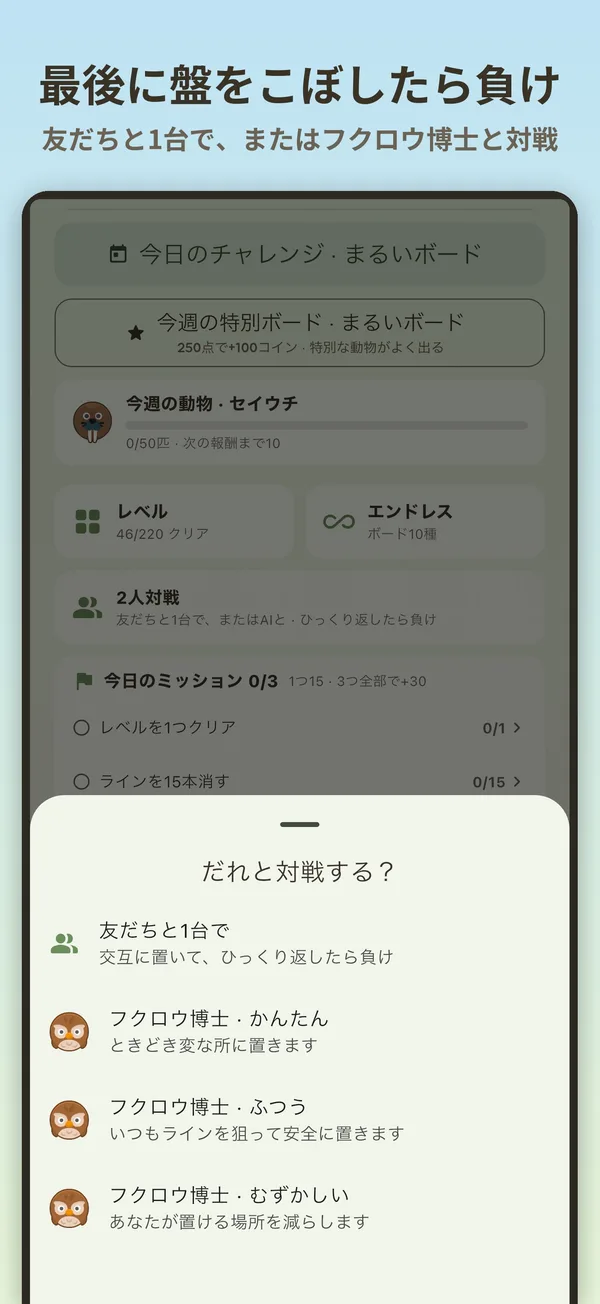 最後に盤をこぼしたら負け
友だちと1台で、またはフクロウ博士と対戦
今日のチャレンジ · まるいボード
今週の特別ボード · まるいボード
250点で+100コイン · 特別な動物がよく出る
今週の動物 · セイウチ
0/50匹 · 次の報酬まで10
レベル
46/220 クリア
エンドレス
ボード10種
2人対戦
友だちと1台で、またはAIと · ひっくり返したら負け
今日のミッション 0/3 1つ15 · 3つ全部で+30
レベルを1つクリア 0/1
ラインを15本消す 0/15
だれと対戦する？
友だちと1台で
交互に置いて、ひっくり返したら負け
フクロウ博士 · かんたん
ときどき変な所に置きます
フクロウ博士 · ふつう
いつもラインを狙って安全に置きます
フクロウ博士 · むずかしい
あなたが置ける場所を減らします